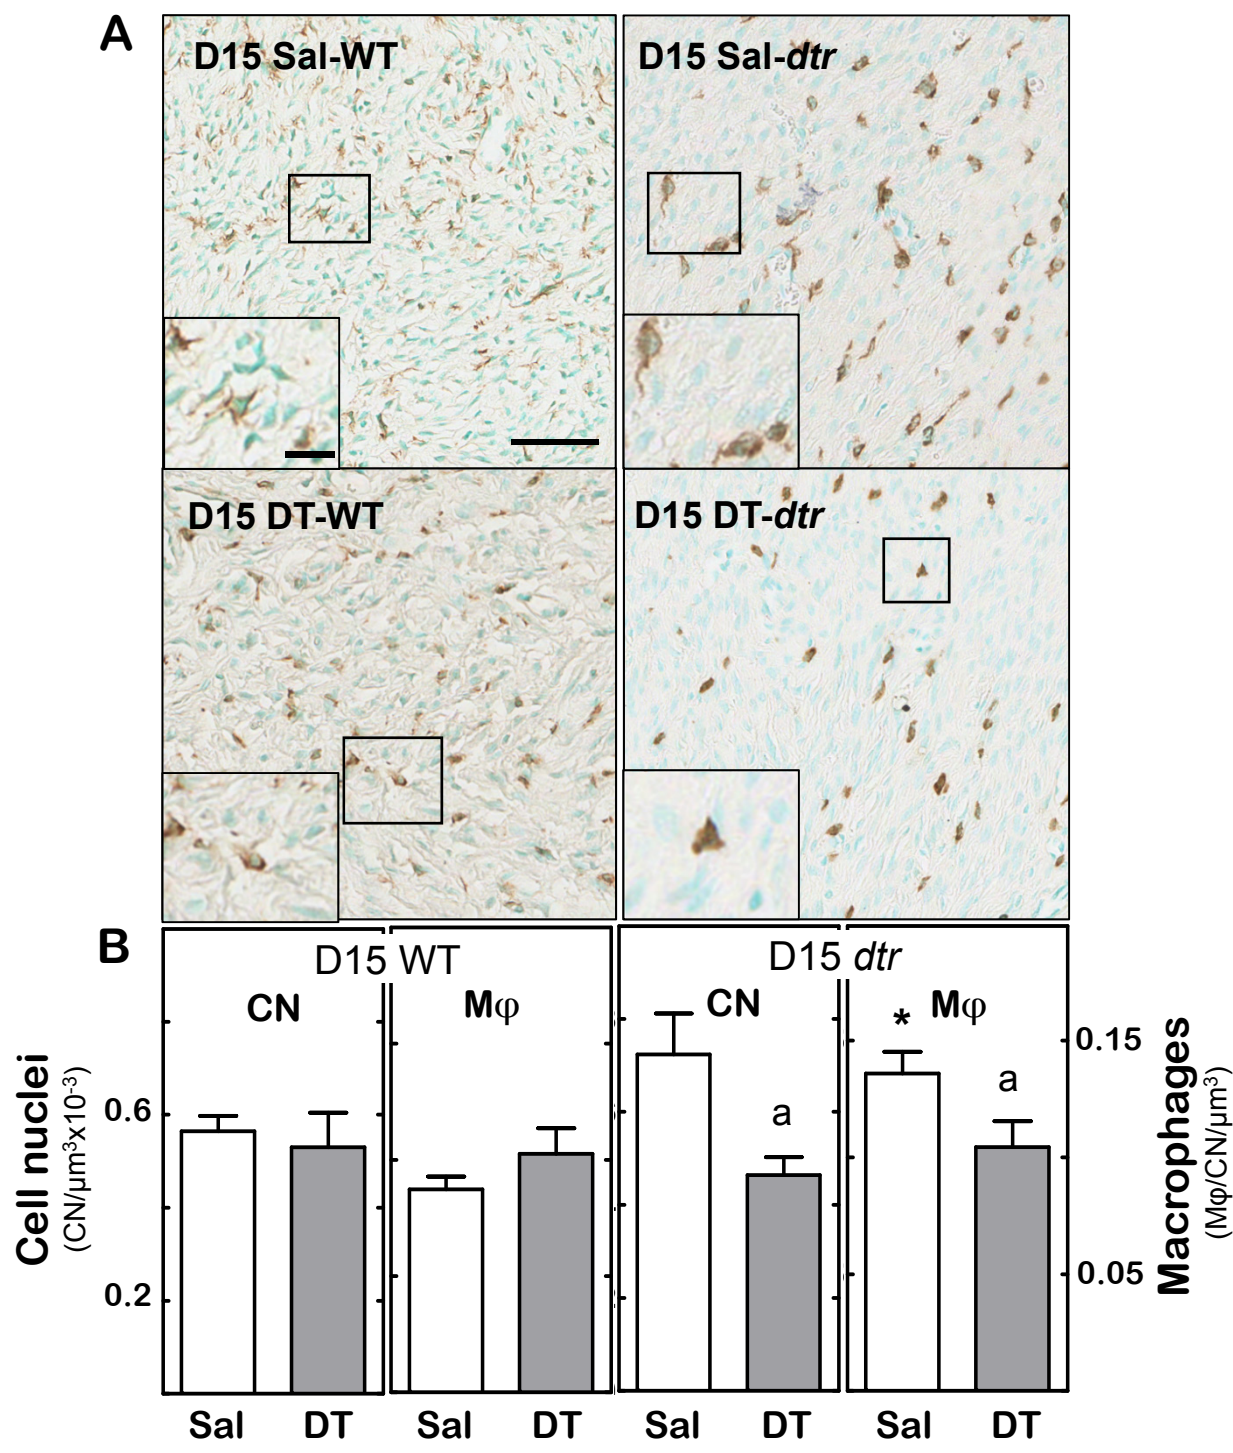 A
D15 Sal-WT
D15 Sal-dtr
D15 DT-WT
D15 DT-dtr
B
D15 WT
D15 dtr
CN
Mφ
CN
Mφ
*
a
a
Cell nuclei
(CN/µm³x10⁻³)
0.6
0.2
0.15
0.05
Macrophages
(Mφ/CN/µm³)
Sal DT Sal DT Sal DT Sal DT